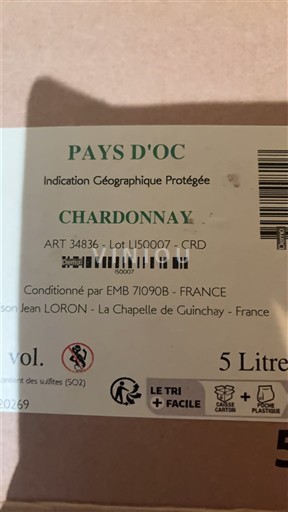 PAYS D'OC
Indication Géographique Protégée
CHARDONNAY
ART 34836 - Lot LI50007 - CRD
VINIOU
I50007
Conditionné par EMB 71090B - FRANCE
son Jean LORON - La Chapelle de Guinchay - France
vol.
5 Litre
des sulfites (SO2)
20269
LE TRI
+ FACILE
CAISSE
CARTON
+
POCHE
PLASTIQUE